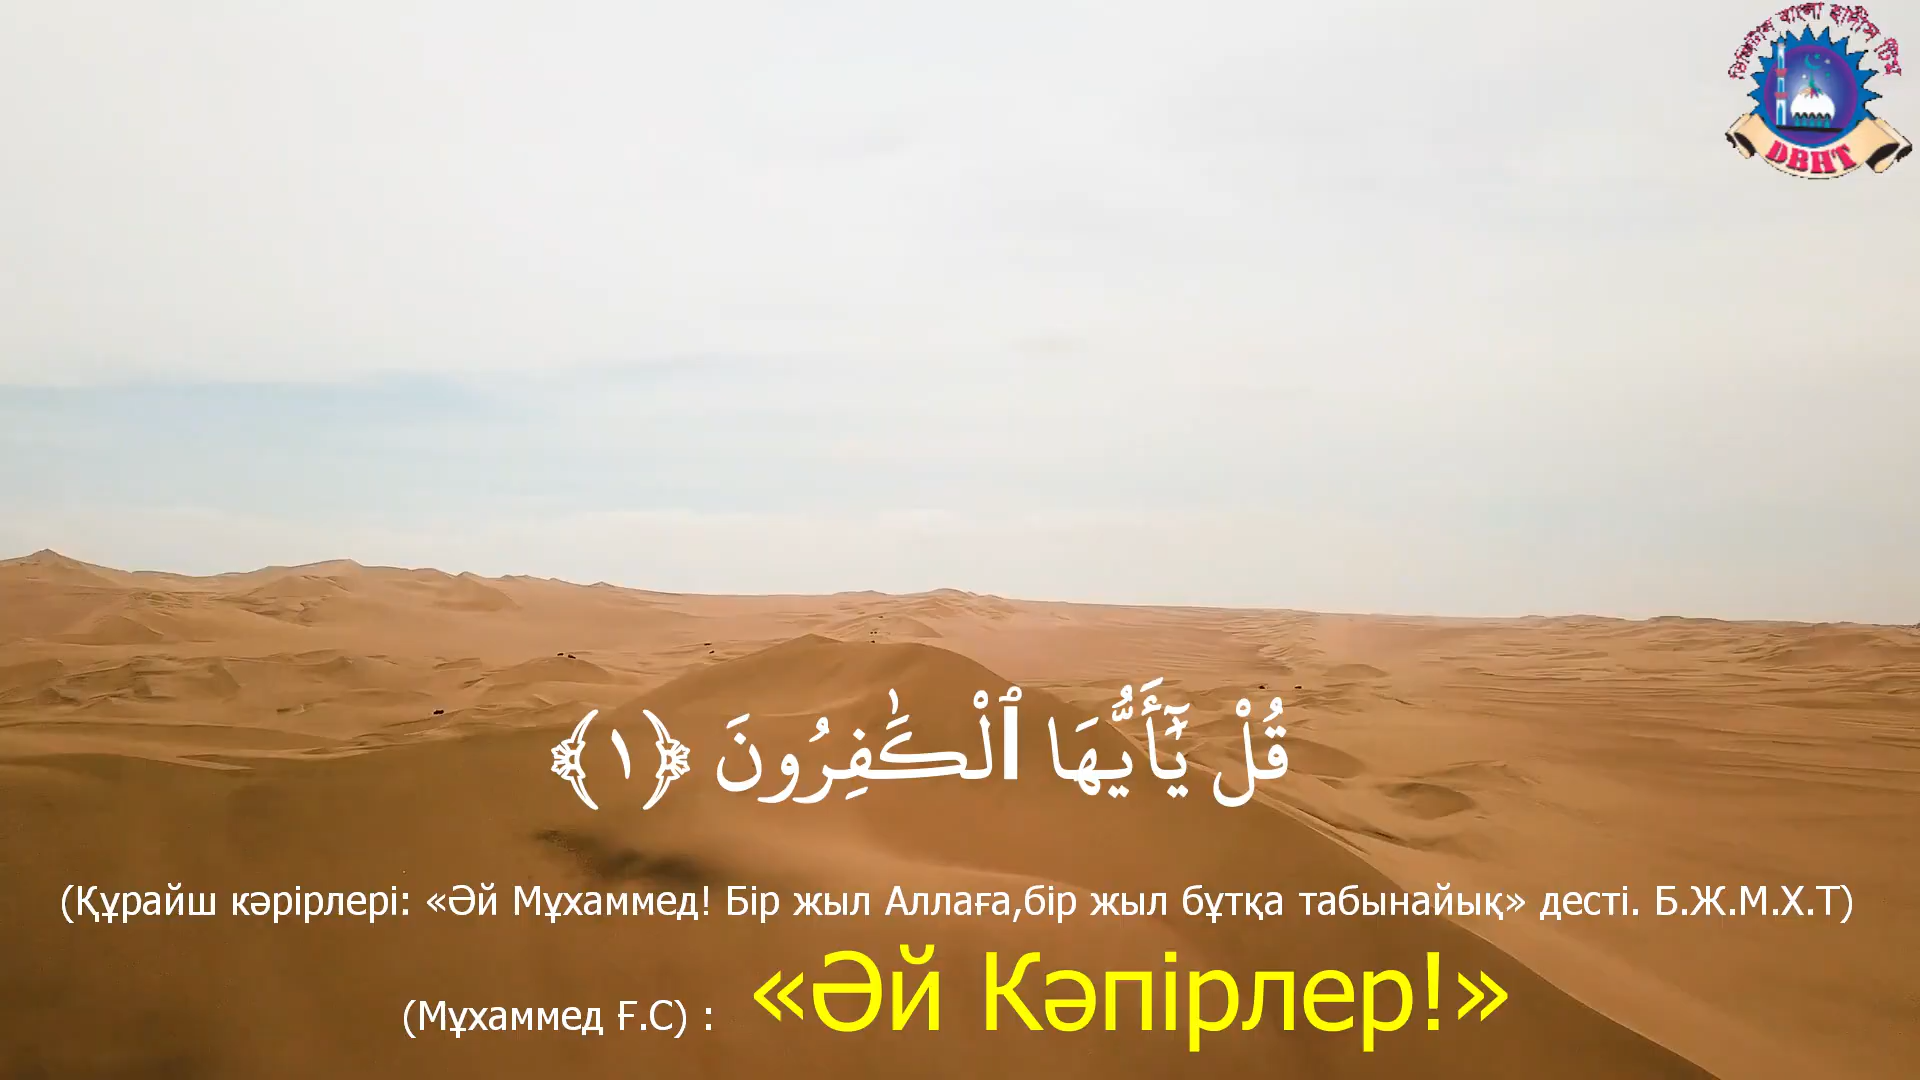 ডিজিটাল বাংলা হাদিস টিম
DBHT
قُلْ يَٰٓأَيُّهَا ٱلْكَٰفِرُونَ ﴿١﴾
(Құрайш кәрірлері: «Әй Мұхаммед! Бір жыл Аллаға,бір жыл бұтқа табынайық» десті. Б.Ж.М.Х.Т)
(Мұхаммед Ғ.С) : «Әй Кәпірлер!»